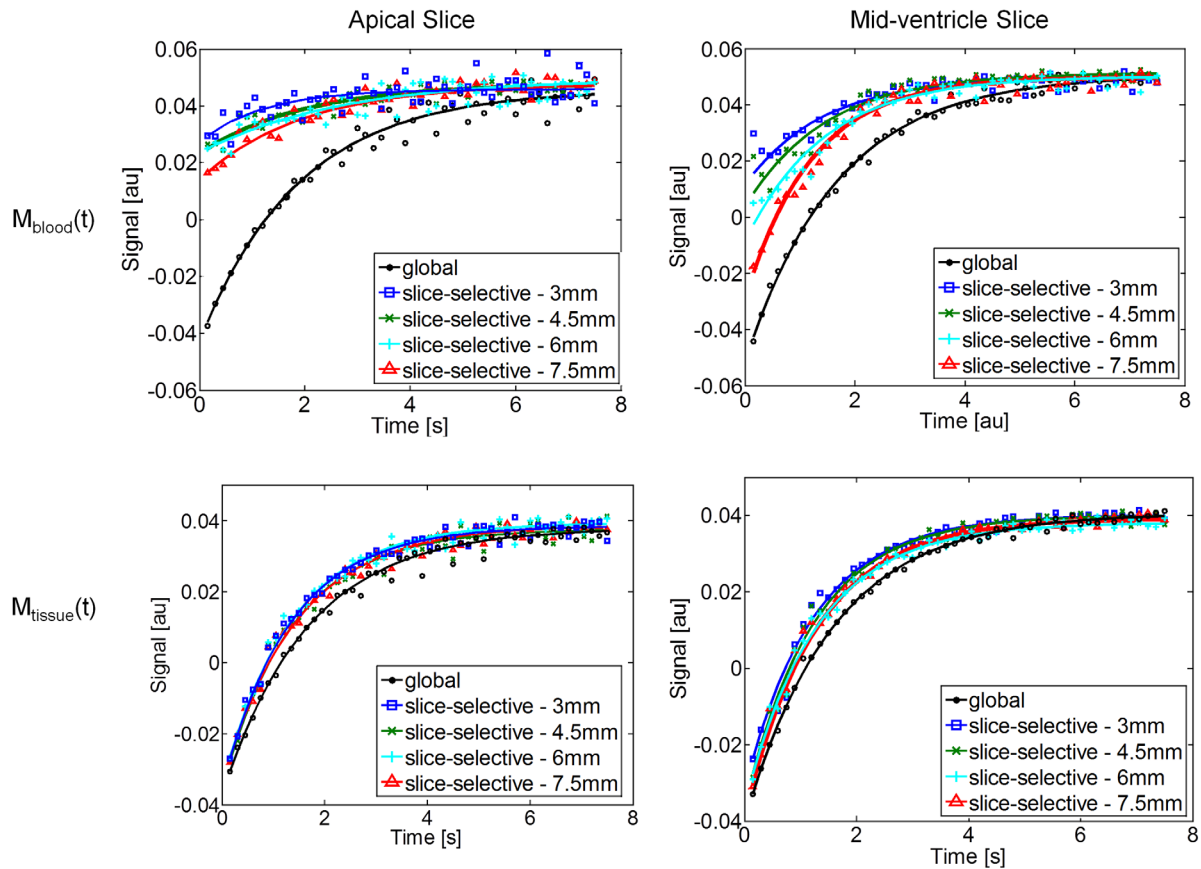 Apical Slice
Mid-ventricle Slice
M_blood(t)
Signal [au]
0.06
0.04
0.02
0
-0.02
-0.04
-0.06
global
slice-selective - 3mm
slice-selective - 4.5mm
slice-selective - 6mm
slice-selective - 7.5mm
0 2 4 6 8
Time [s]
Signal [au]
0.06
0.04
0.02
0
-0.02
-0.04
-0.06
global
slice-selective - 3mm
slice-selective - 4.5mm
slice-selective - 6mm
slice-selective - 7.5mm
0 2 4 6 8
Time [au]
M_tissue(t)
Signal [au]
0.04
0.02
0
-0.02
-0.04
global
slice-selective - 3mm
slice-selective - 4.5mm
slice-selective - 6mm
slice-selective - 7.5mm
0 2 4 6 8
Time [s]
Signal [au]
0.04
0.02
0
-0.02
-0.04
global
slice-selective - 3mm
slice-selective - 4.5mm
slice-selective - 6mm
slice-selective - 7.5mm
0 2 4 6 8
Time [s]